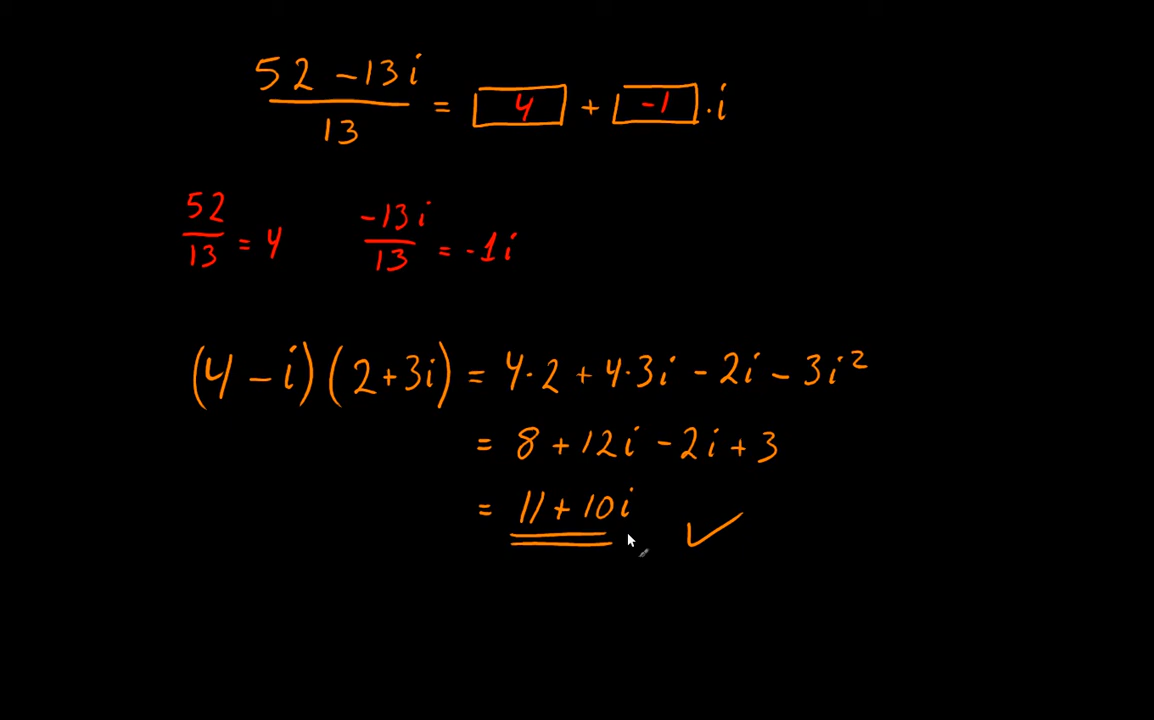 52 - 13i / 13 = 4 + -1 · i
52 / 13 = 4    -13i / 13 = -1i
(4 - i)(2 + 3i) = 4·2 + 4·3i - 2i - 3i²
= 8 + 12i - 2i + 3
= 11 + 10i ✓